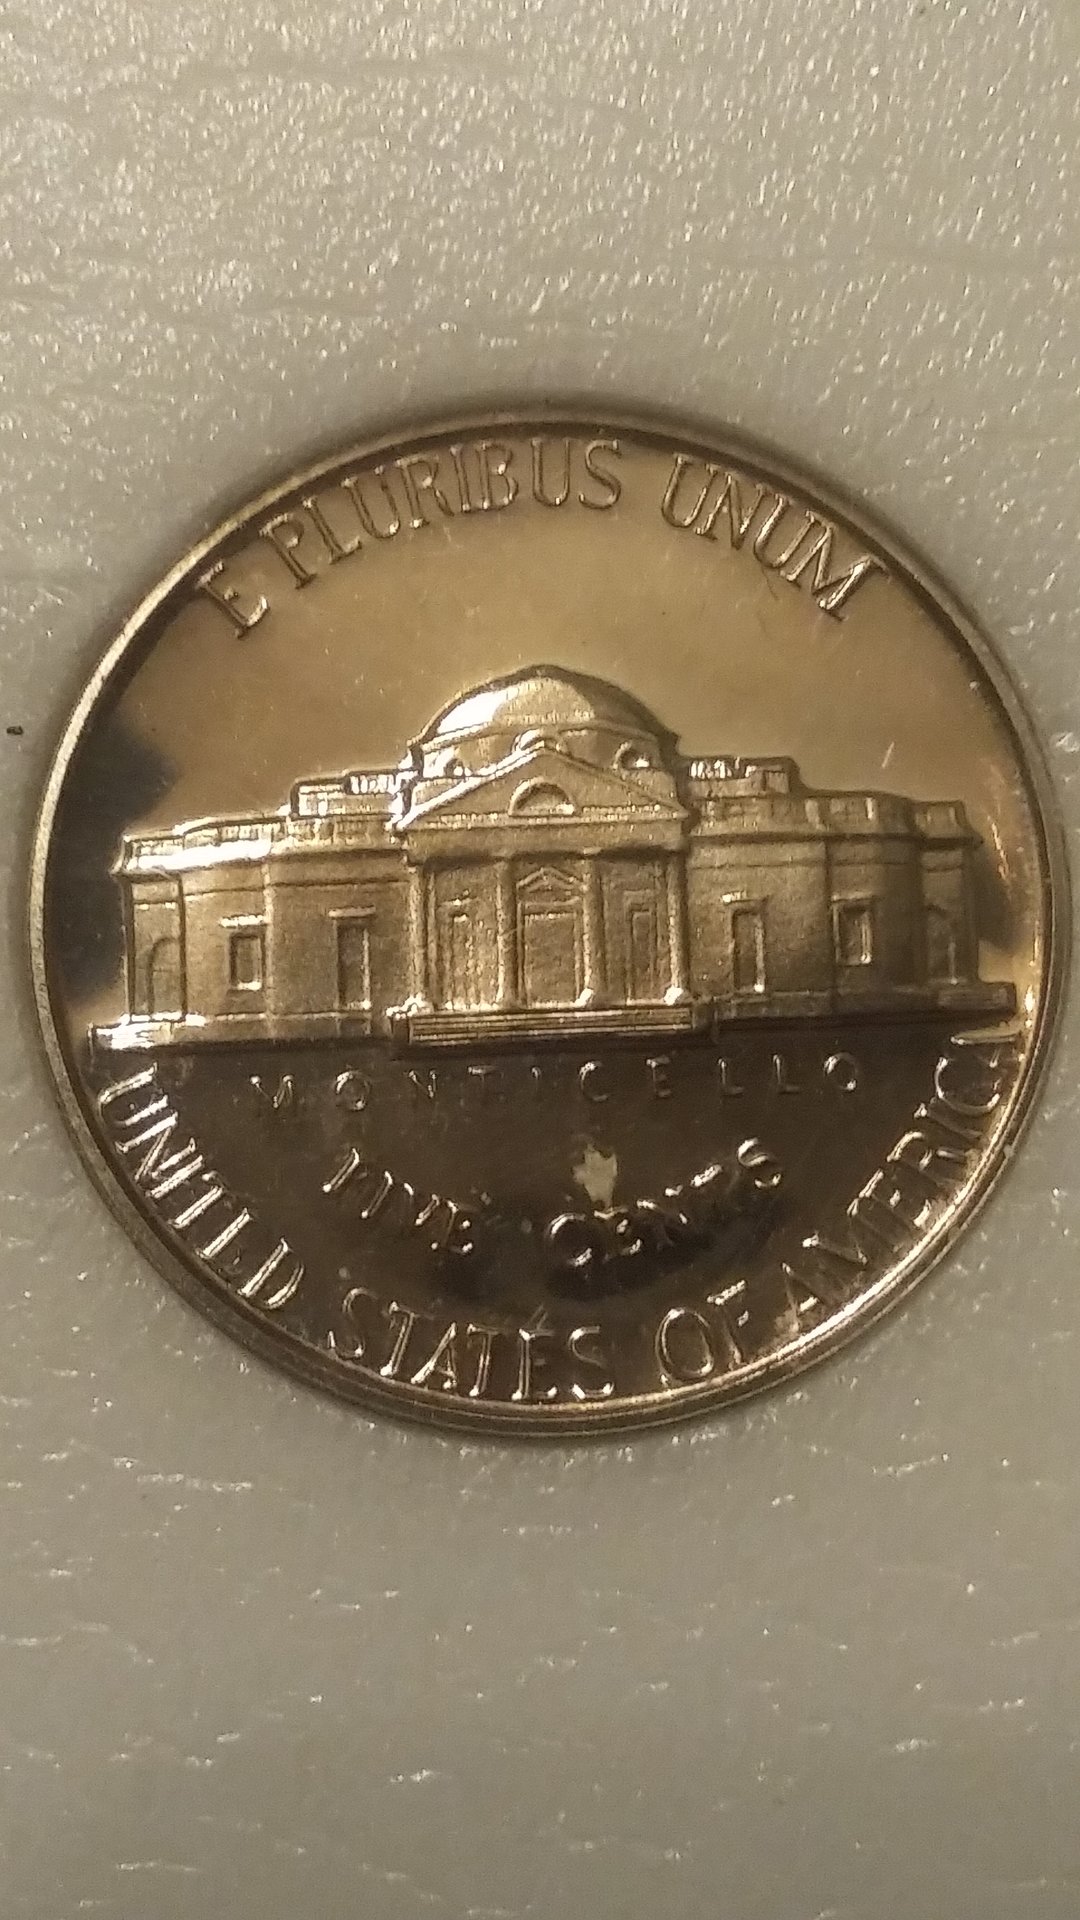 E PLURIBUS UNUM
MONTICELLO
FIVE CENTS
UNITED STATES OF AMERICA